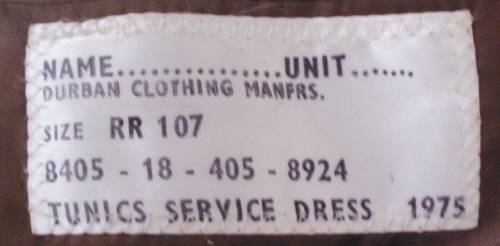 NAME...............UNIT.......
DURBAN CLOTHING MANFRS.
SIZE RR 107
8405 - 18 - 405 - 8924
TUNICS SERVICE DRESS 1975